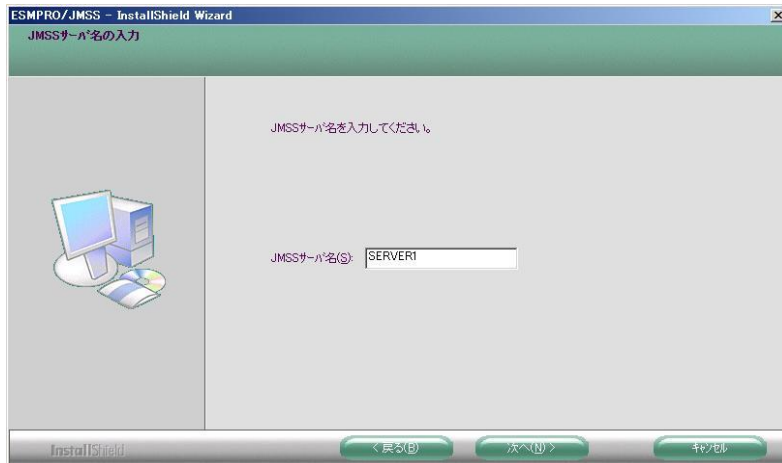 ESMPRO/JMSS - InstallShield Wizard
JMSSｻｰﾊﾞ名の入力
JMSSｻｰﾊﾞ名を入力してください。
JMSSｻｰﾊﾞ名(S): SERVER1
InstallShield
< 戻る(B)
次へ(N) >
ｷｬﾝｾﾙ